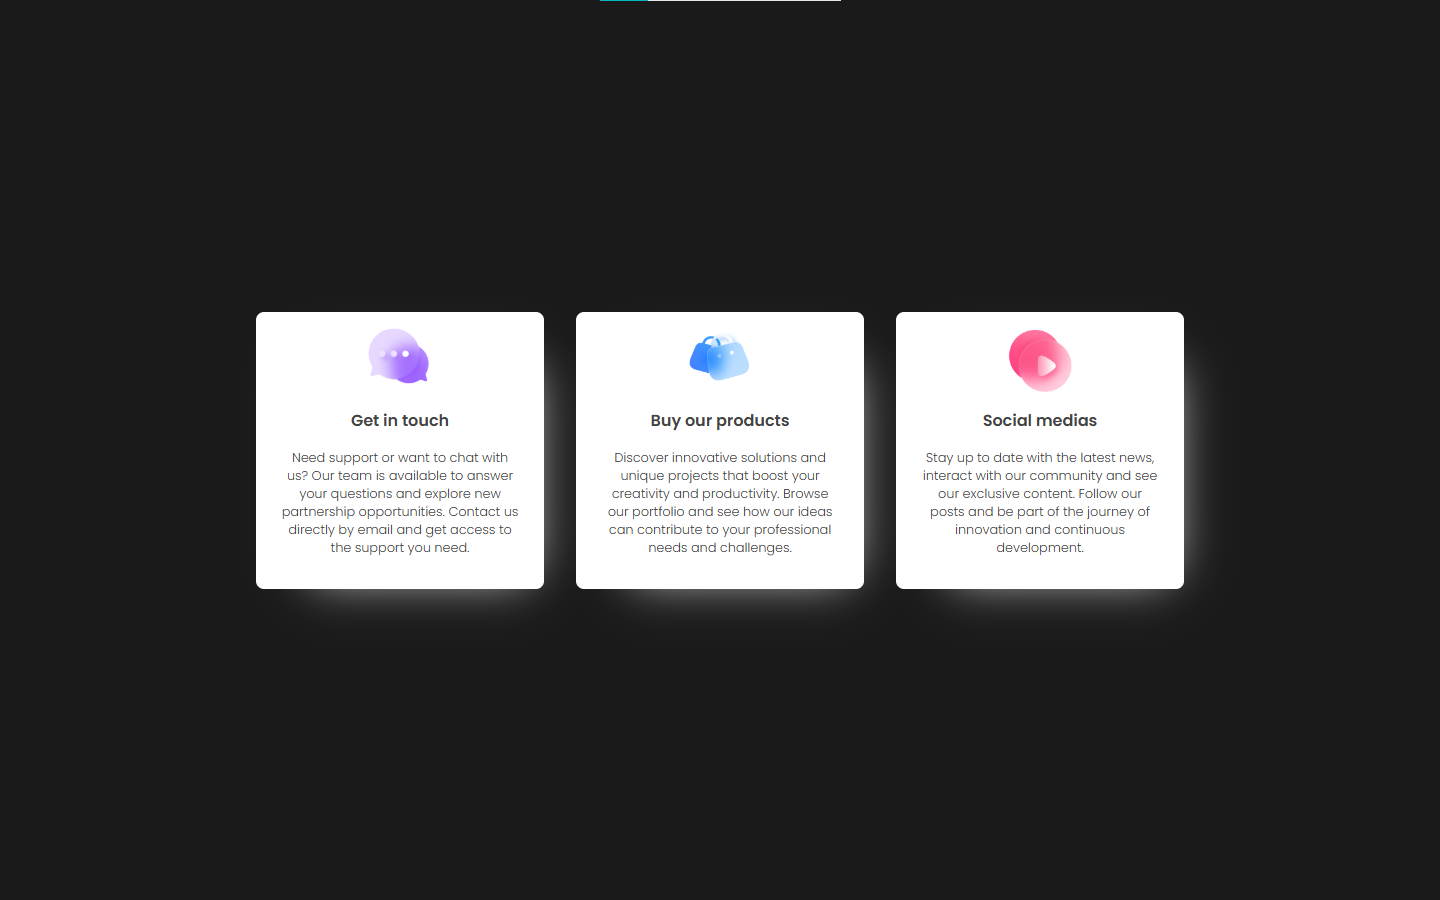 Get in touch
Need support or want to chat with
us? Our team is available to answer
your questions and explore new
partnership opportunities. Contact us
directly by email and get access to
the support you need.
Buy our products
Discover innovative solutions and
unique projects that boost your
creativity and productivity. Browse
our portfolio and see how our ideas
can contribute to your professional
needs and challenges.
Social medias
Stay up to date with the latest news,
interact with our community and see
our exclusive content. Follow our
posts and be part of the journey of
innovation and continuous
development.